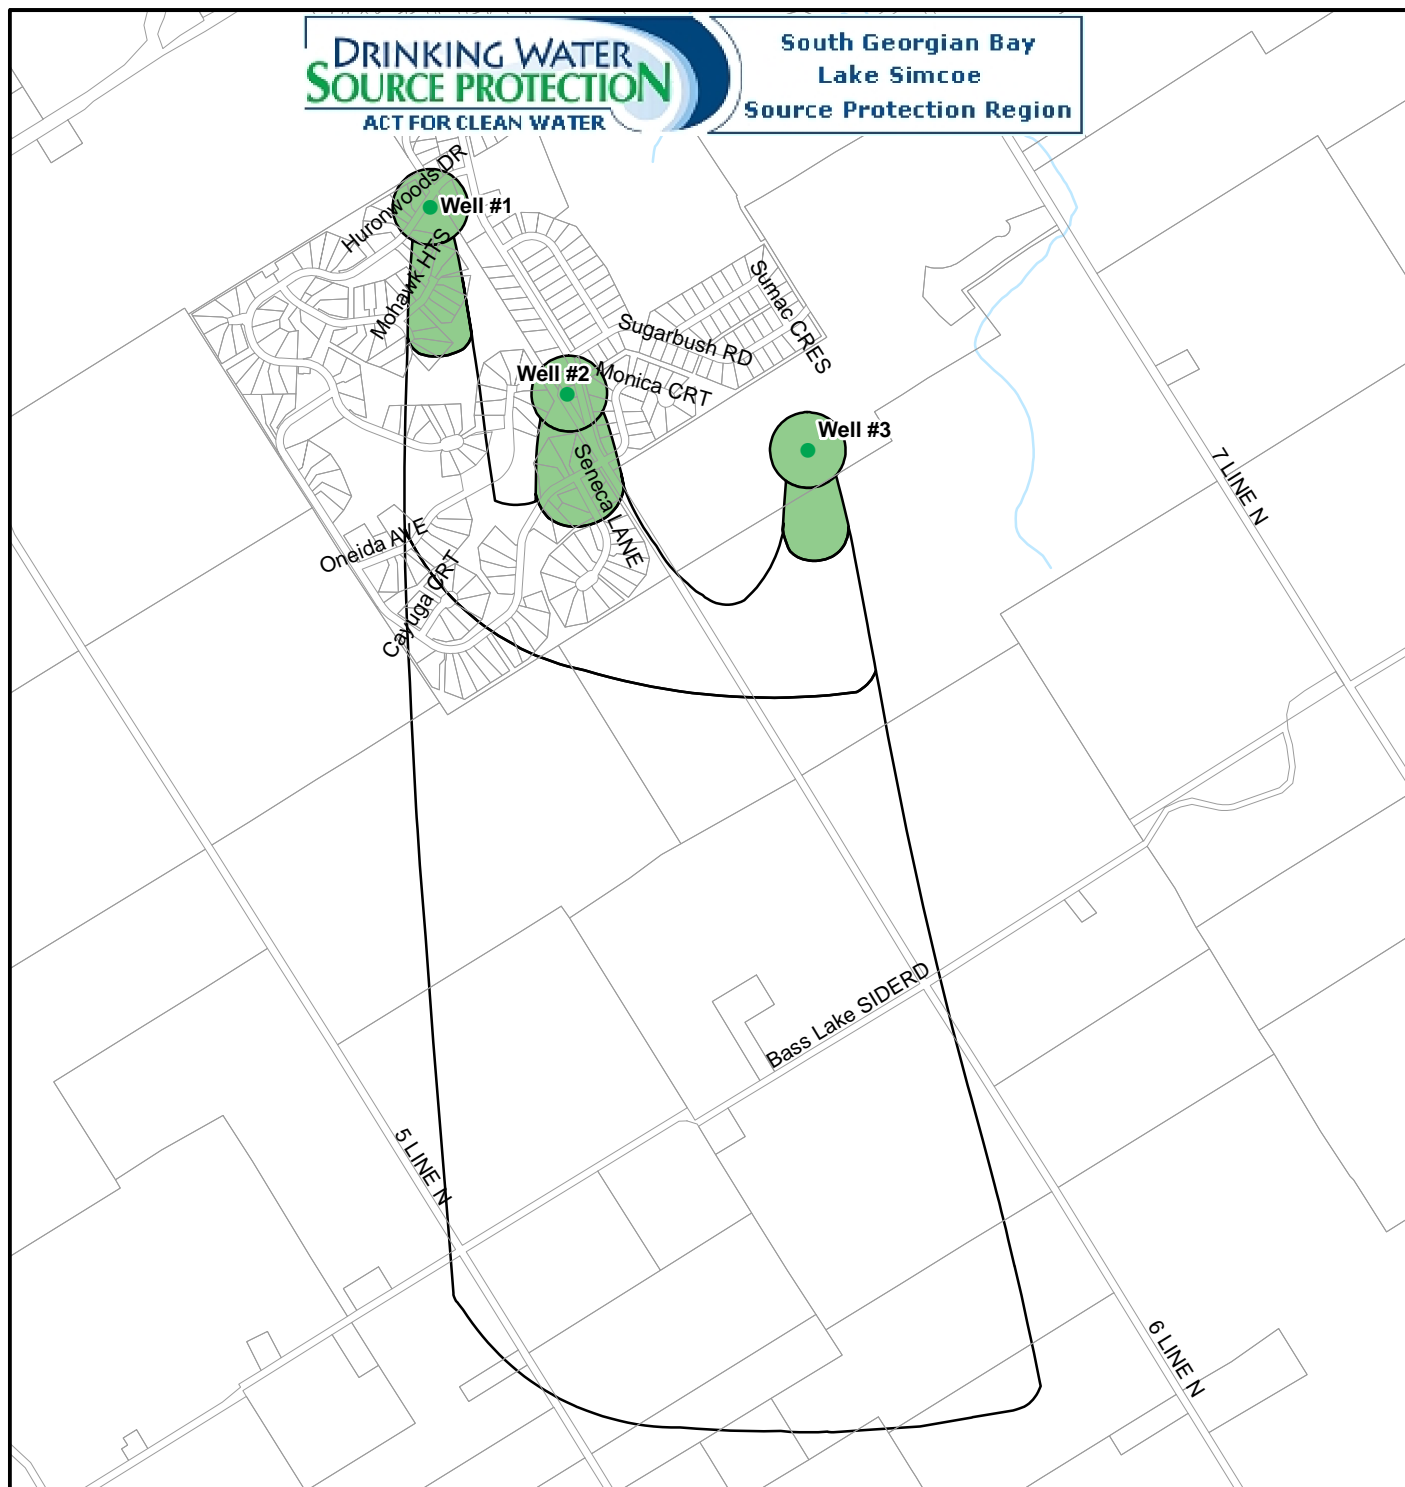 DRINKING WATER
SOURCE PROTECTION
ACT FOR CLEAN WATER
South Georgian Bay
Lake Simcoe
Source Protection Region
Huronwoods DR
Well #1
Mohawk HTS
Sumac CRES
Sugarbush RD
Well #2
Monica CRT
Well #3
Seneca LANE
7 LINE N
Oneida AVE
Cayuga CRT
Bass Lake SIDERD
5 LINE N
6 LINE N